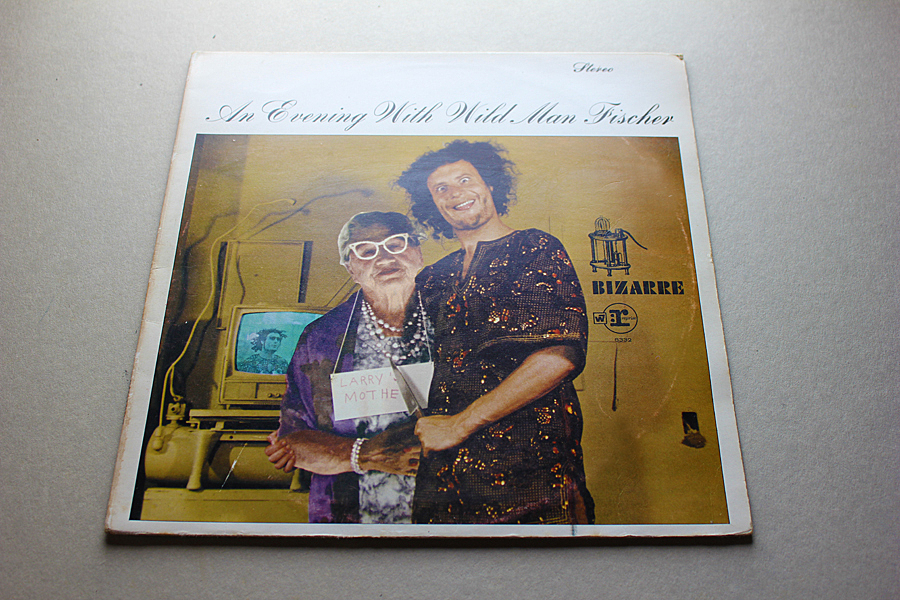 Stereo
An Evening With Wild Man Fischer
BIZARRE
W
r
LARRY'S
MOTHE